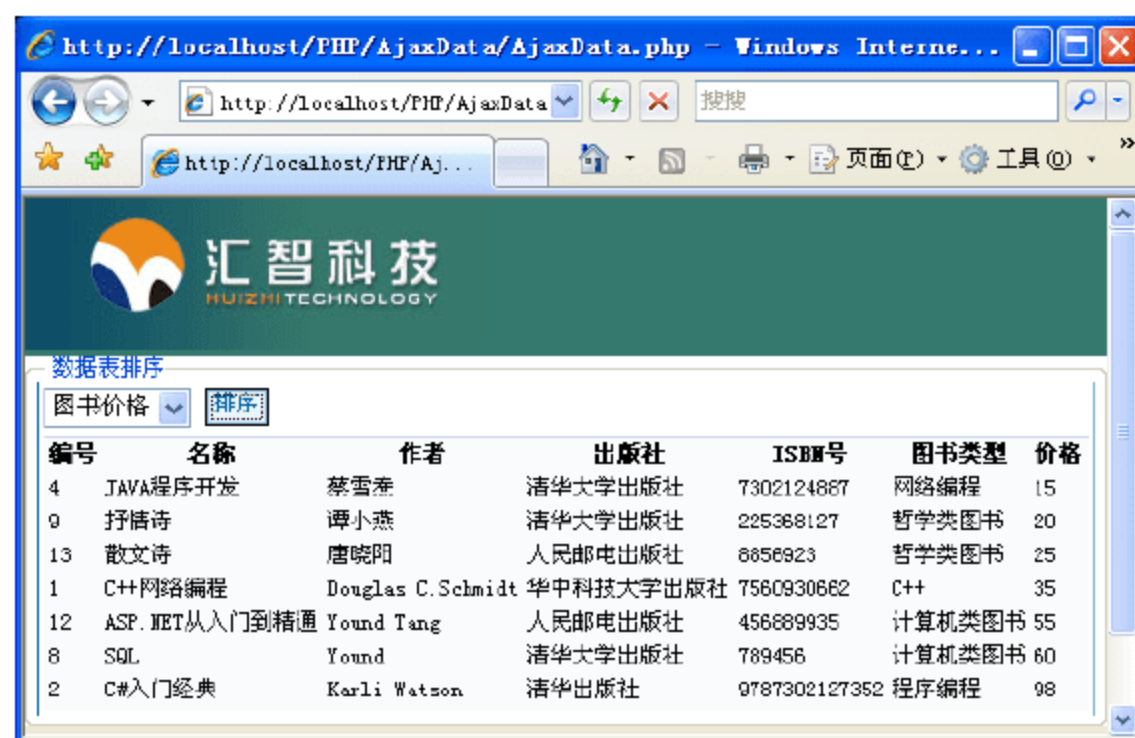 http://localhost/PHP/AjaxData/AjaxData.php - Windows Interne...
http://localhost/PHP/AjaxData 搜搜
http://localhost/PHP/Aj... 页面(P) 工具(O) »
汇智科技
HUIZHI TECHNOLOGY
数据表排序
图书价格 排序
编号 名称 作者 出版社 ISBN号 图书类型 价格
4 JAVA程序开发 蔡雪焘 清华大学出版社 7302124887 网络编程 15
9 抒情诗 谭小燕 清华大学出版社 225368127 哲学类图书 20
13 散文诗 唐晓阳 人民邮电出版社 8856923 哲学类图书 25
1 C++网络编程 Douglas C.Schmidt 华中科技大学出版社 7560930662 C++ 35
12 ASP.NET从入门到精通 Yound Tang 人民邮电出版社 456889935 计算机类图书 55
8 SQL Yound 清华大学出版社 789456 计算机类图书 60
2 C#入门经典 Karli Watson 清华出版社 9787302127352 程序编程 98